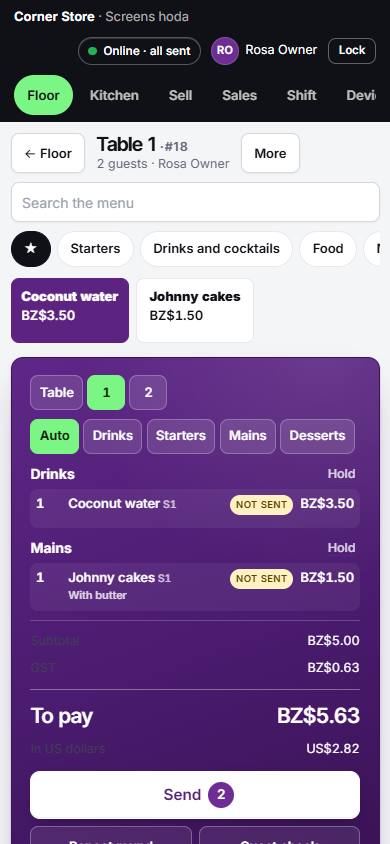 Corner Store · Screens hoda
Online · all sent RO Rosa Owner Lock
Floor Kitchen Sell Sales Shift Devi
← Floor Table 1 · #18 More
2 guests · Rosa Owner
Search the menu
★ Starters Drinks and cocktails Food
Coconut water Johnny cakes
BZ$3.50 BZ$1.50
Table 1 2
Auto Drinks Starters Mains Desserts
Drinks Hold
1 Coconut water S1 NOT SENT BZ$3.50
Mains Hold
1 Johnny cakes S1 NOT SENT BZ$1.50
With butter
Subtotal BZ$5.00
GST BZ$0.63
To pay BZ$5.63
In US dollars US$2.82
Send 2